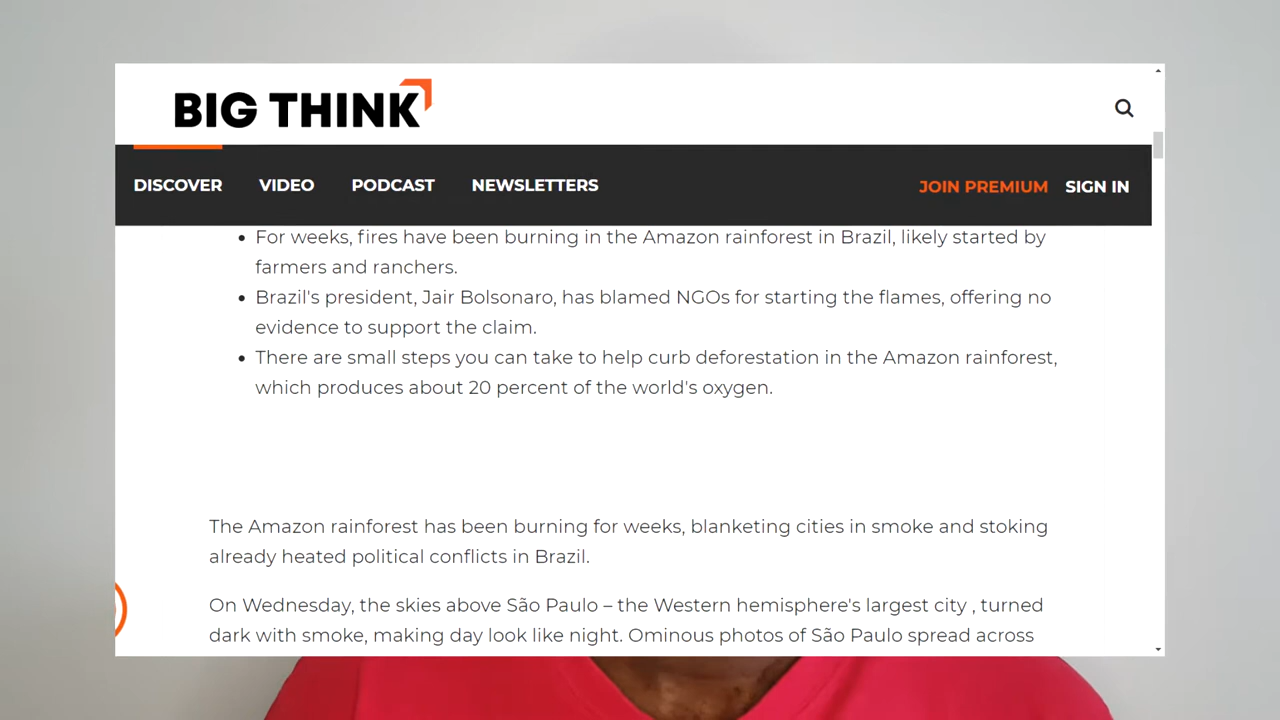 BIG THINK
DISCOVER VIDEO PODCAST NEWSLETTERS JOIN PREMIUM SIGN IN
• For weeks, fires have been burning in the Amazon rainforest in Brazil, likely started by
farmers and ranchers.
• Brazil's president, Jair Bolsonaro, has blamed NGOs for starting the flames, offering no
evidence to support the claim.
• There are small steps you can take to help curb deforestation in the Amazon rainforest,
which produces about 20 percent of the world's oxygen.
The Amazon rainforest has been burning for weeks, blanketing cities in smoke and stoking
already heated political conflicts in Brazil.
On Wednesday, the skies above São Paulo – the Western hemisphere's largest city , turned
dark with smoke, making day look like night. Ominous photos of São Paulo spread across